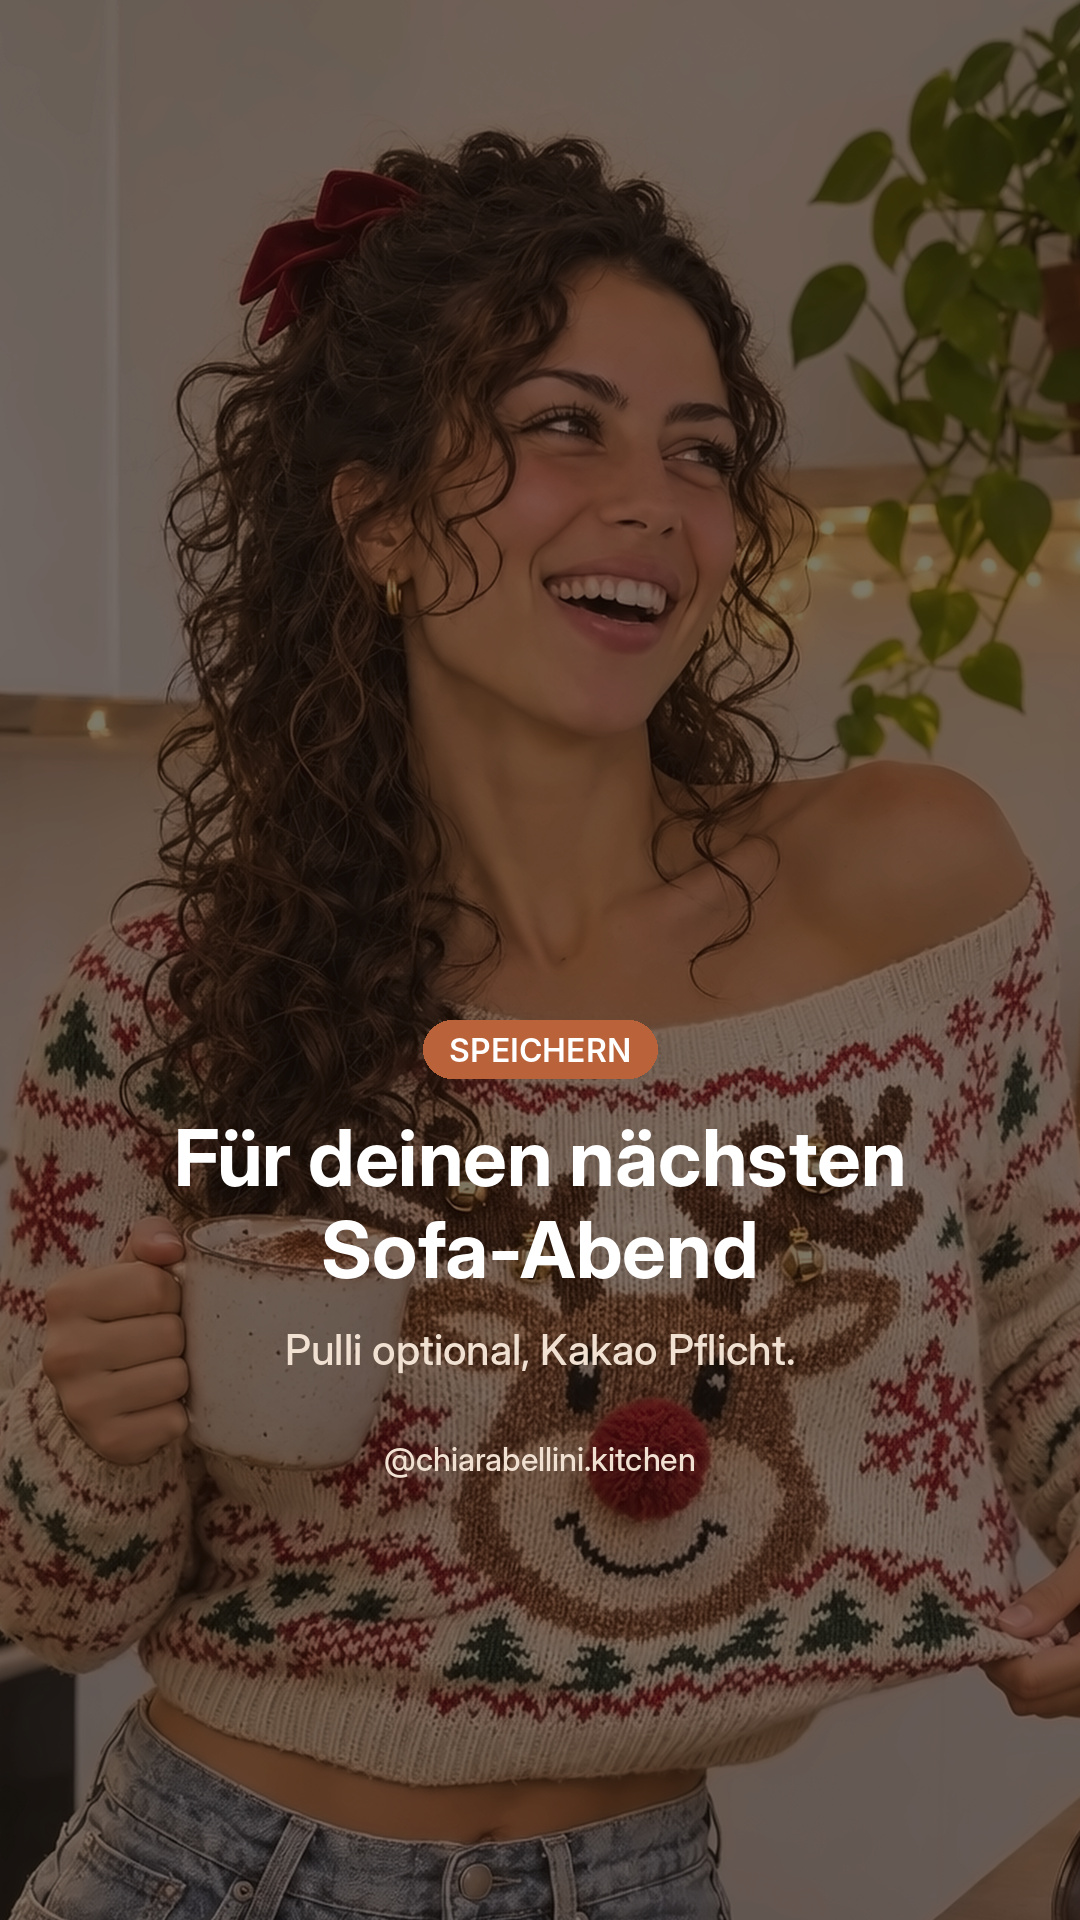 SPEICHERN
Für deinen nächsten
Sofa-Abend
Pulli optional, Kakao Pflicht.
@chiarabellini.kitchen